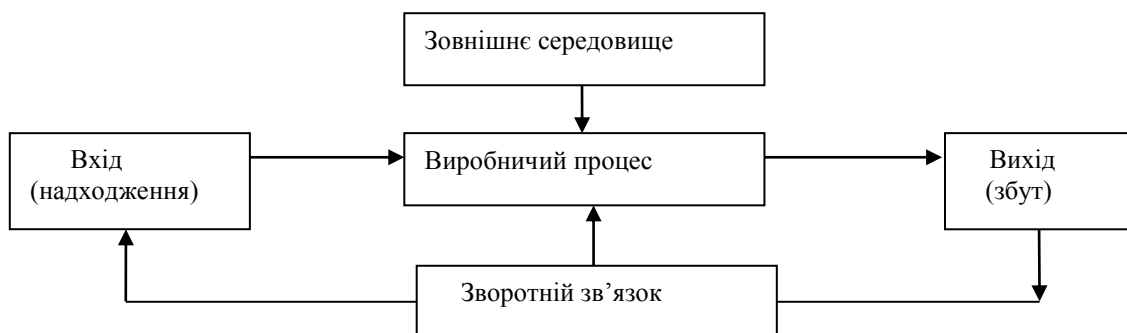 Зовнішнє середовище
Вхід
(надходження)
Виробничий процес
Вихід
(збут)
Зворотній зв’язок